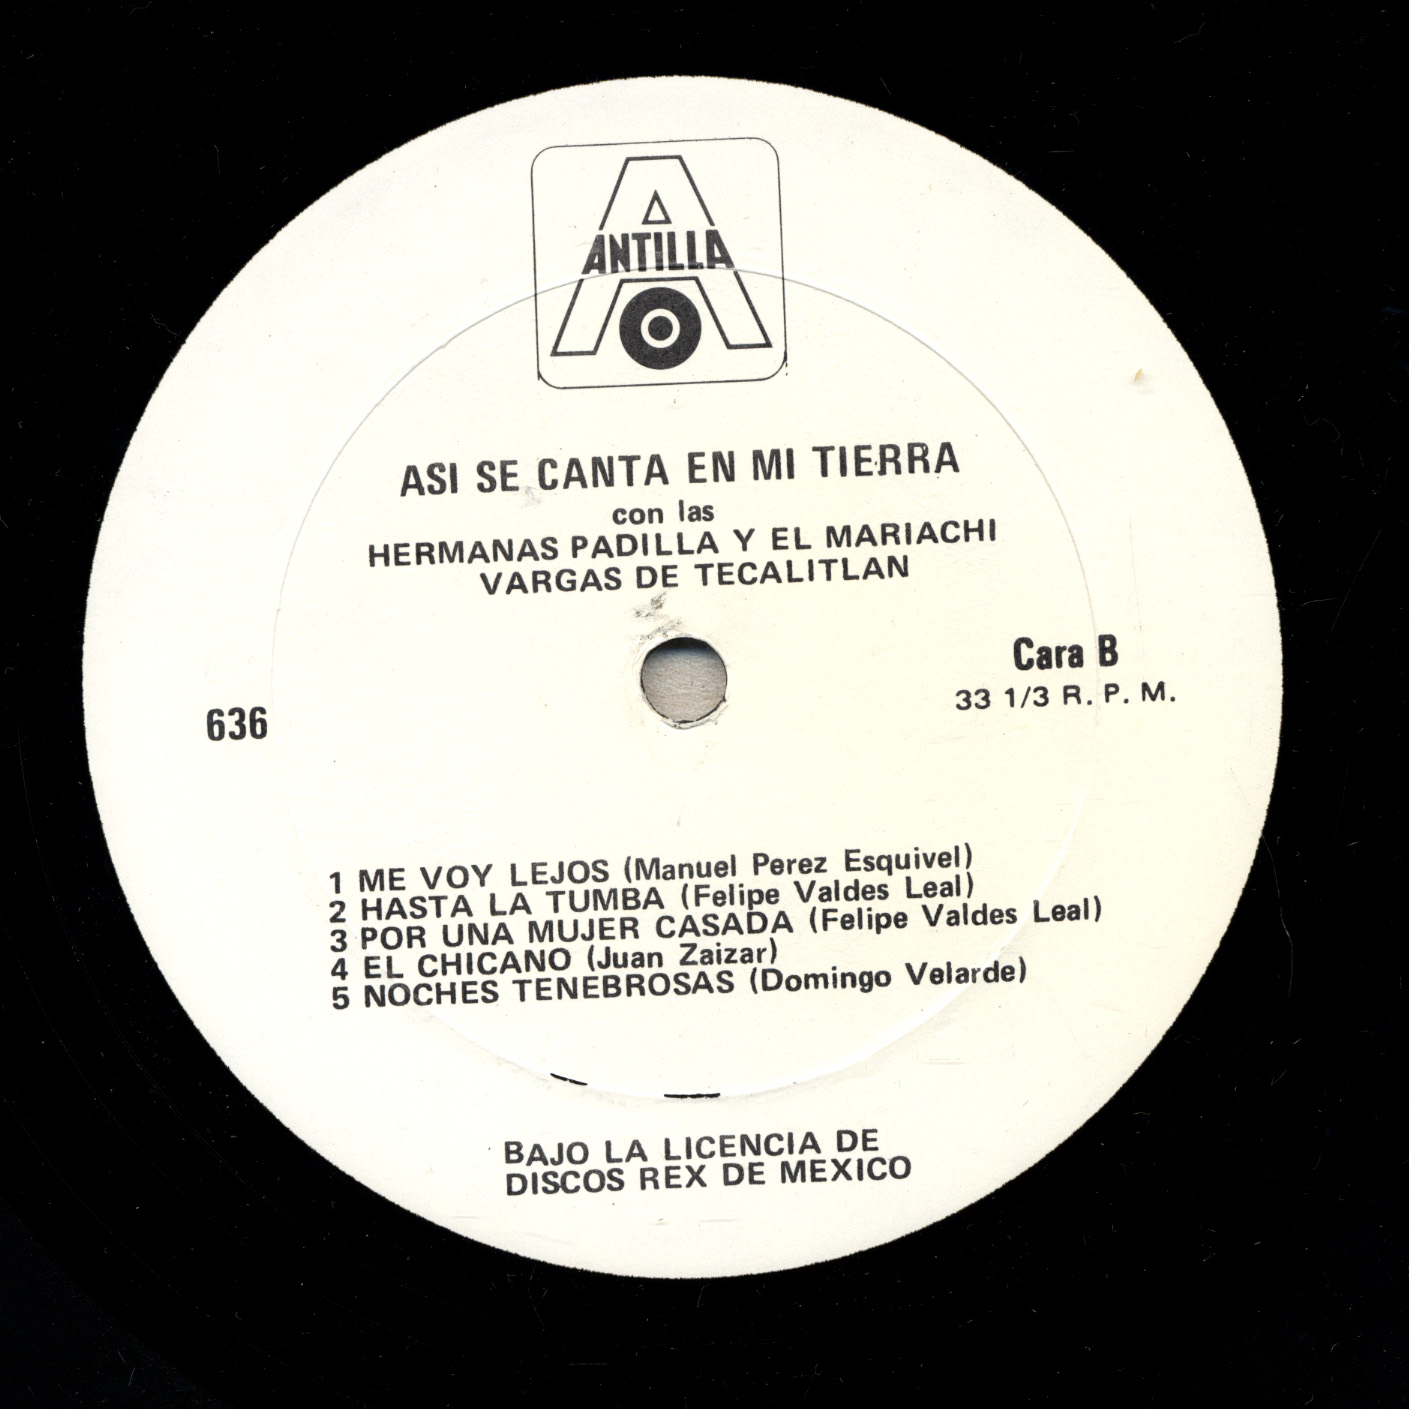 ANTILLA
ASI SE CANTA EN MI TIERRA
con las
HERMANAS PADILLA Y EL MARIACHI
VARGAS DE TECALITLAN
Cara B
33 1/3 R. P. M.
636
1 ME VOY LEJOS (Manuel Perez Esquivel)
2 HASTA LA TUMBA (Felipe Valdes Leal)
3 POR UNA MUJER CASADA (Felipe Valdes Leal)
4 EL CHICANO (Juan Zaizar)
5 NOCHES TENEBROSAS (Domingo Velarde)
BAJO LA LICENCIA DE
DISCOS REX DE MEXICO